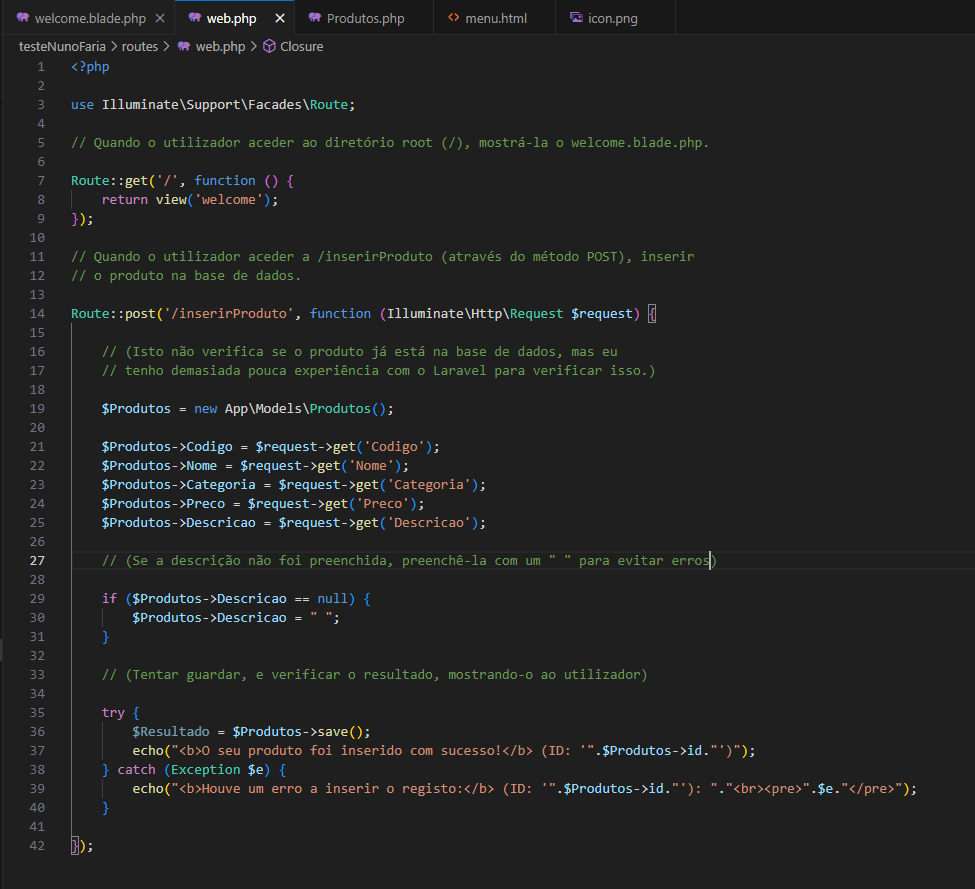 welcome.blade.php
web.php
Produtos.php
menu.html
icon.png
testeNunoFaria > routes > web.php > Closure
1 <?php
2
3 use Illuminate\Support\Facades\Route;
4
5 // Quando o utilizador aceder ao diretório root (/), mostrá-la o welcome.blade.php.
6
7 Route::get('/', function () {
8     return view('welcome');
9 });
10
11 // Quando o utilizador aceder a /inserirProduto (através do método POST), inserir
12 // o produto na base de dados.
13
14 Route::post('/inserirProduto', function (Illuminate\Http\Request $request) {
15
16     // (Isto não verifica se o produto já está na base de dados, mas eu
17     // tenho demasiada pouca experiência com o Laravel para verificar isso.)
18
19     $Produtos = new App\Models\Produtos();
20
21     $Produtos->Codigo = $request->get('Codigo');
22     $Produtos->Nome = $request->get('Nome');
23     $Produtos->Categoria = $request->get('Categoria');
24     $Produtos->Preco = $request->get('Preco');
25     $Produtos->Descricao = $request->get('Descricao');
26
27     // (Se a descrição não foi preenchida, preenchê-la com um " " para evitar erros)
28
29     if ($Produtos->Descricao == null) {
30         $Produtos->Descricao = " ";
31     }
32
33     // (Tentar guardar, e verificar o resultado, mostrando-o ao utilizador)
34
35     try {
36         $Resultado = $Produtos->save();
37         echo("<b>O seu produto foi inserido com sucesso!</b> (ID: '".$Produtos->id."')");
38     } catch (Exception $e) {
39         echo("<b>Houve um erro a inserir o registo:</b> (ID: '".$Produtos->id."'): "."<br><pre>".$e."</pre>");
40     }
41
42 });